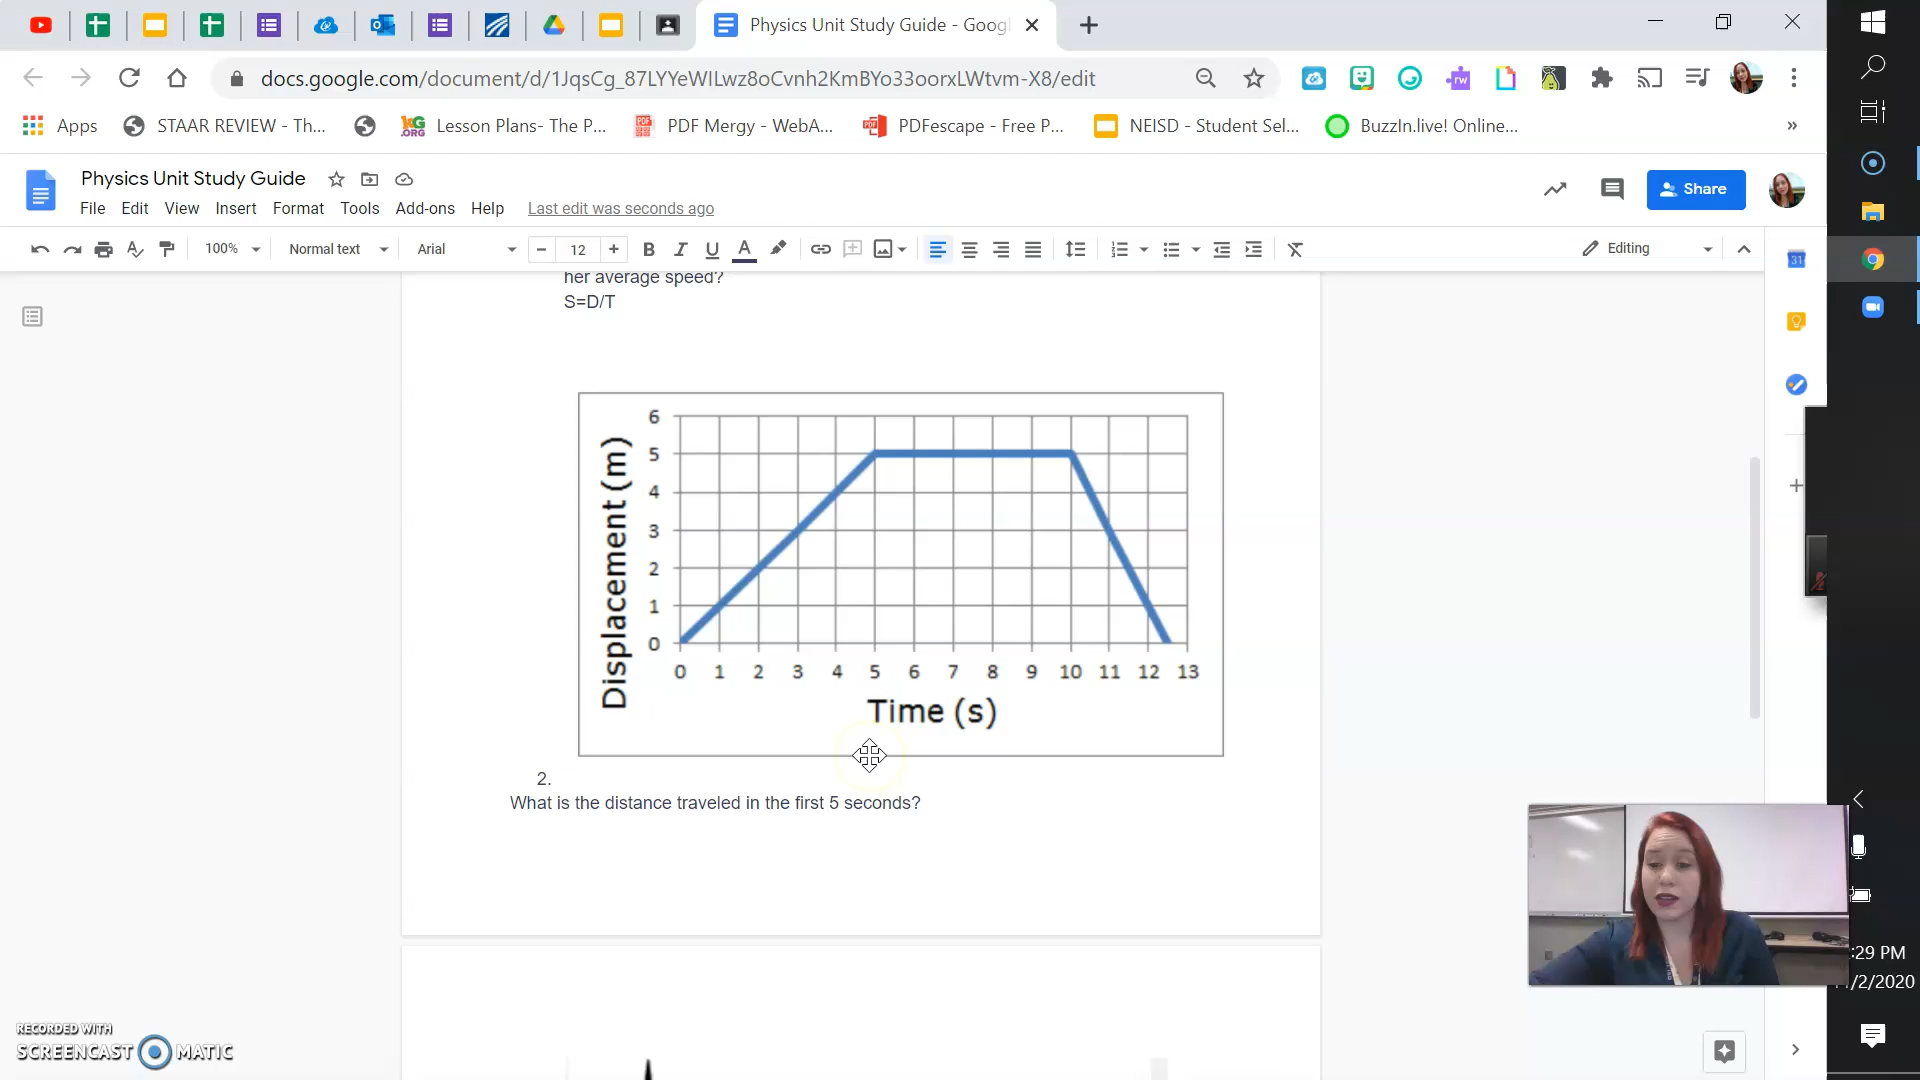 Physics Unit Study Guide - Googl
docs.google.com/document/d/1JqsCg_87LYYeWILwz8oCvnh2KmBYo33oorxLWtvm-X8/edit
Apps
STAAR REVIEW - Th...
Lesson Plans- The P...
PDF Mergy - WebA...
PDFescape - Free P...
NEISD - Student Sel...
BuzzIn.live! Online...
»
Physics Unit Study Guide
Share
File Edit View Insert Format Tools Add-ons Help Last edit was seconds ago
100% Normal text Arial 12 Editing
31
her average speed?
S=D/T
Displacement (m)
6
5
4
3
2
1
0
0 1 2 3 4 5 6 7 8 9 10 11 12 13
Time (s)
2.
What is the distance traveled in the first 5 seconds?
:29 PM
/2/2020
RECORDED WITH
SCREENCAST MATIC